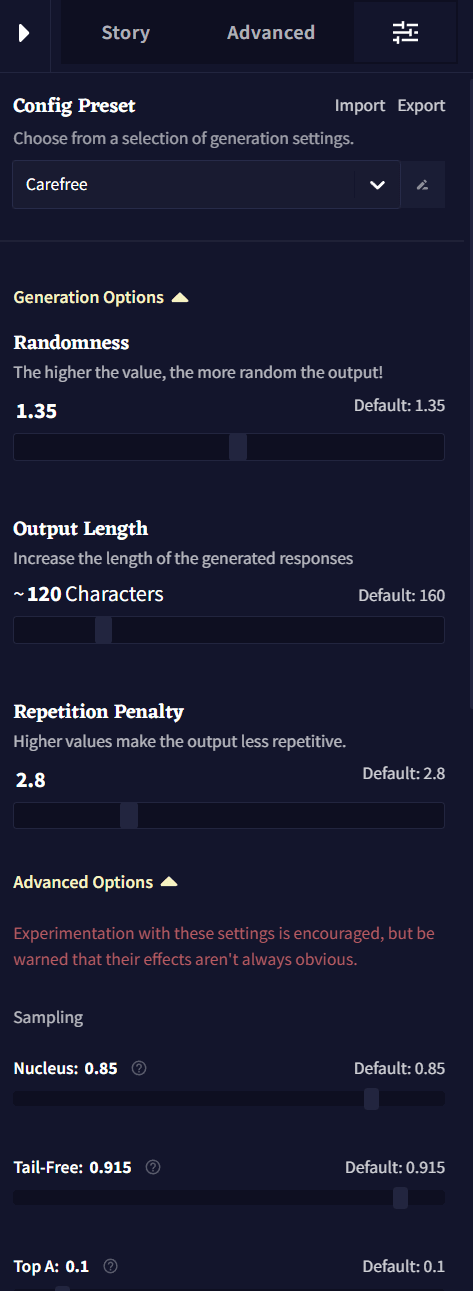 Story Advanced
Config Preset Import Export
Choose from a selection of generation settings.
Carefree
Generation Options
Randomness
The higher the value, the more random the output!
1.35 Default: 1.35
Output Length
Increase the length of the generated responses
~ 120 Characters Default: 160
Repetition Penalty
Higher values make the output less repetitive.
2.8 Default: 2.8
Advanced Options
Experimentation with these settings is encouraged, but be
warned that their effects aren't always obvious.
Sampling
Nucleus: 0.85 Default: 0.85
Tail-Free: 0.915 Default: 0.915
Top A: 0.1 Default: 0.1